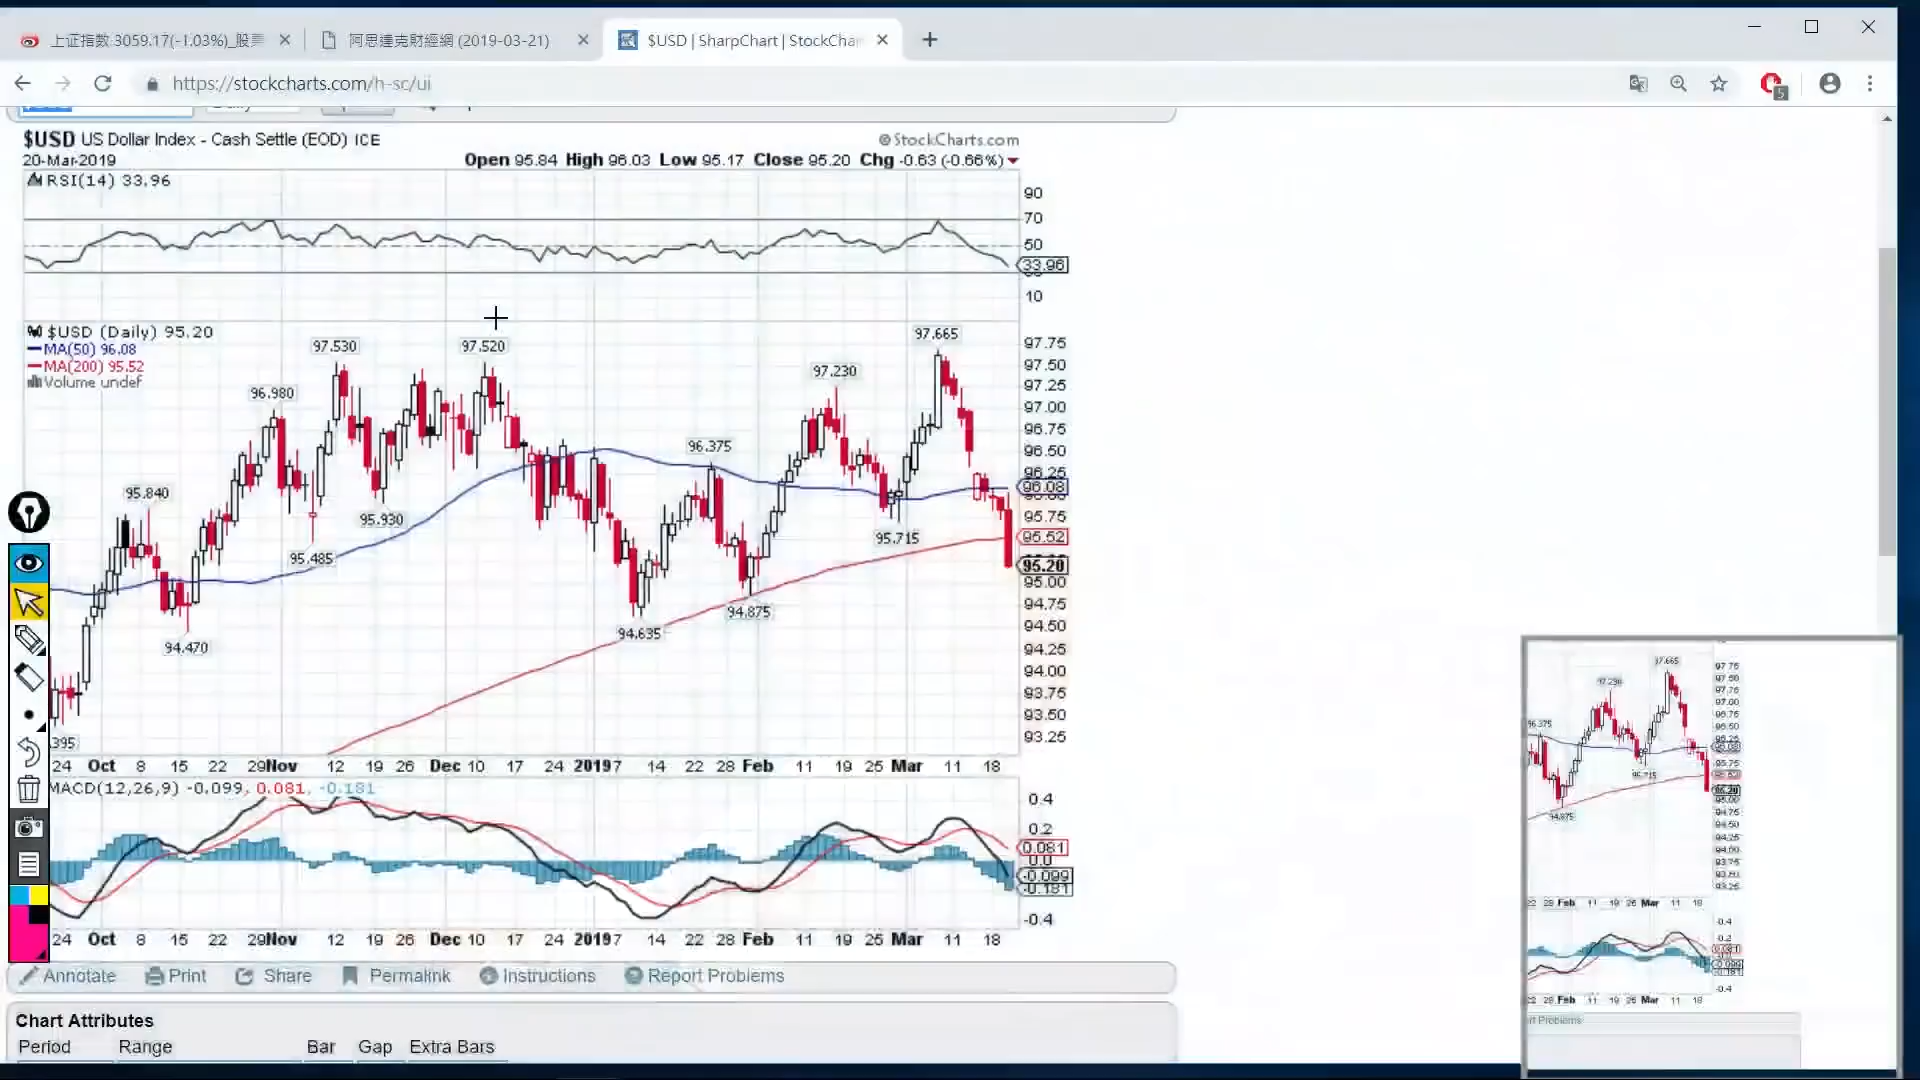 上证指数 3059.17(-1.03%)_股票
阿思達克財經網 (2019-03-21)
$USD | SharpChart | StockChar
https://stockcharts.com/h-sc/ui
5
$USD US Dollar Index - Cash Settle (EOD) ICE
© StockCharts.com
20-Mar-2019
Open 95.84 High 96.03 Low 95.17 Close 95.20 Chg -0.63 (-0.66%)
RSI(14) 33.96
90
70
50
33.96
10
$USD (Daily) 95.20
MA(50) 96.08
MA(200) 95.52
Volume undef
97.665
97.530
97.520
97.230
96.980
96.375
95.840
95.930
95.715
95.485
94.875
94.635
94.470
.395
97.75
97.50
97.25
97.00
96.75
96.50
96.25
96.08
95.75
95.52
95.20
95.00
94.75
94.50
94.25
94.00
93.75
93.50
93.25
24 Oct 8 15 22 29 Nov 12 19 26 Dec 10 17 24 2019 7 14 22 28 Feb 11 19 25 Mar 11 18
MACD(12,26,9) -0.099, 0.081, -0.181
0.4
0.2
0.081
0.0
-0.099
-0.181
-0.4
24 Oct 8 15 22 29 Nov 12 19 26 Dec 10 17 24 2019 7 14 22 28 Feb 11 19 25 Mar 11 18
Annotate Print Share Permalink Instructions Report Problems
Chart Attributes
Period Range Bar Gap Extra Bars